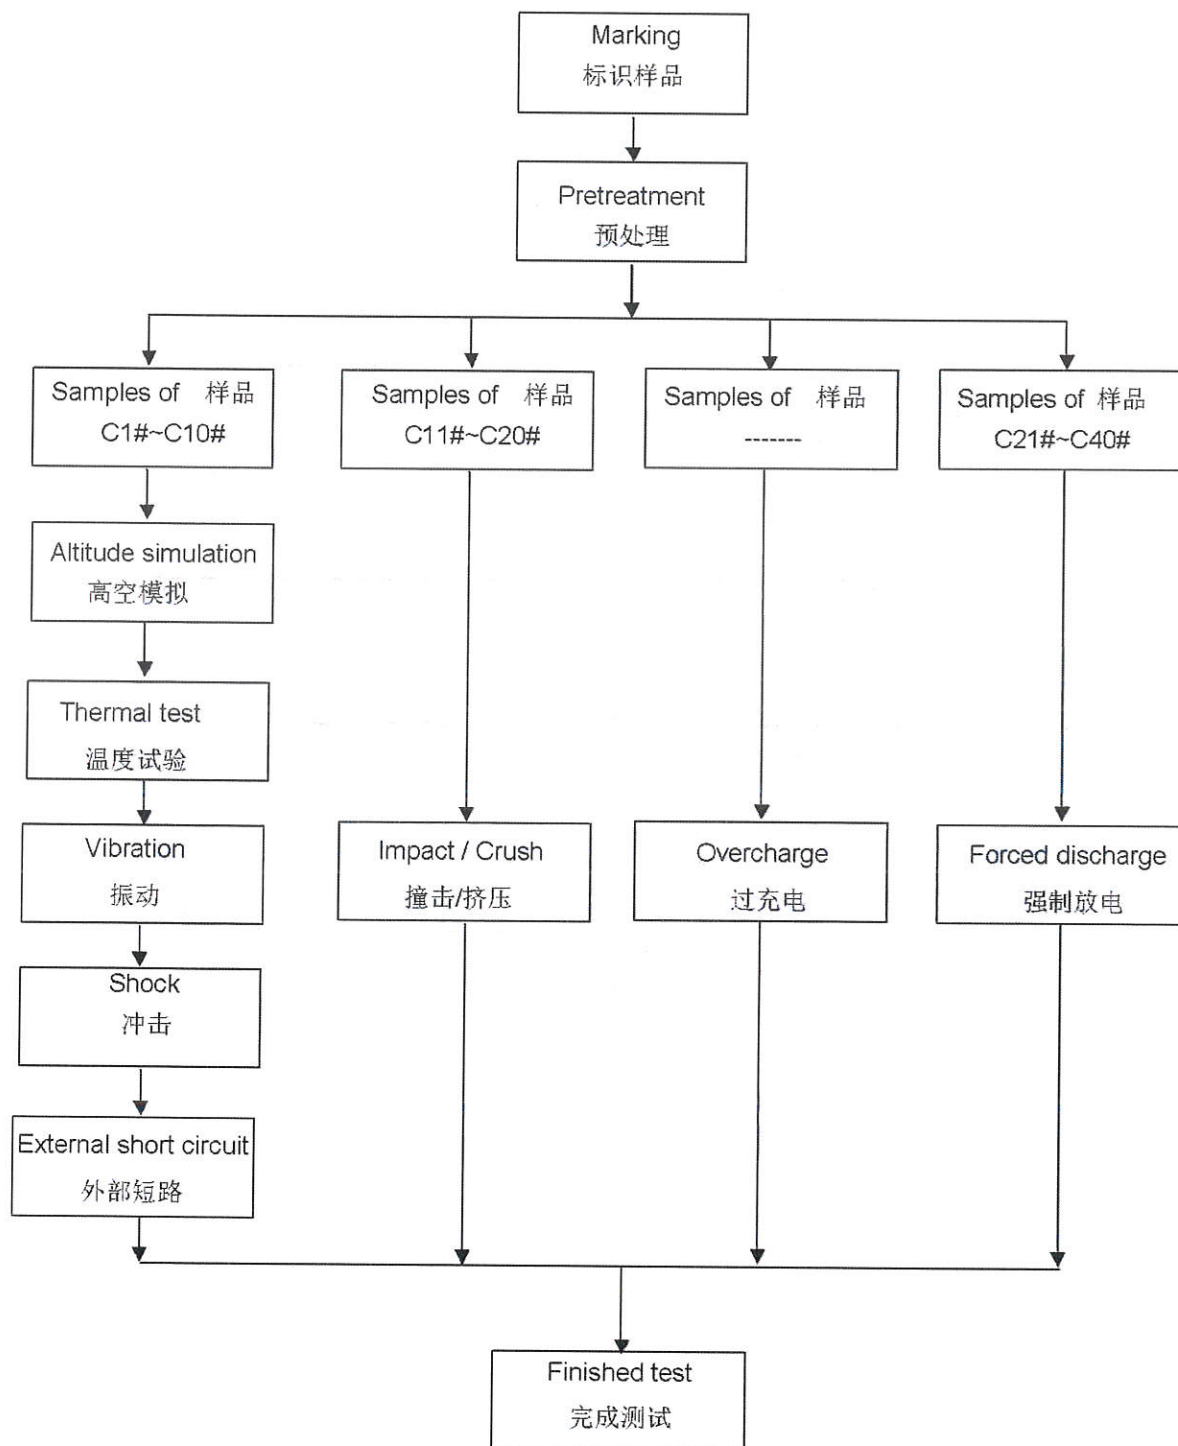 Marking
标识样品
Pretreatment
预处理
Samples of 样品
C1#~C10#
Samples of 样品
C11#~C20#
Samples of 样品
-------
Samples of 样品
C21#~C40#
Altitude simulation
高空模拟
Thermal test
温度试验
Vibration
振动
Impact / Crush
撞击/挤压
Overcharge
过充电
Forced discharge
强制放电
Shock
冲击
External short circuit
外部短路
Finished test
完成测试